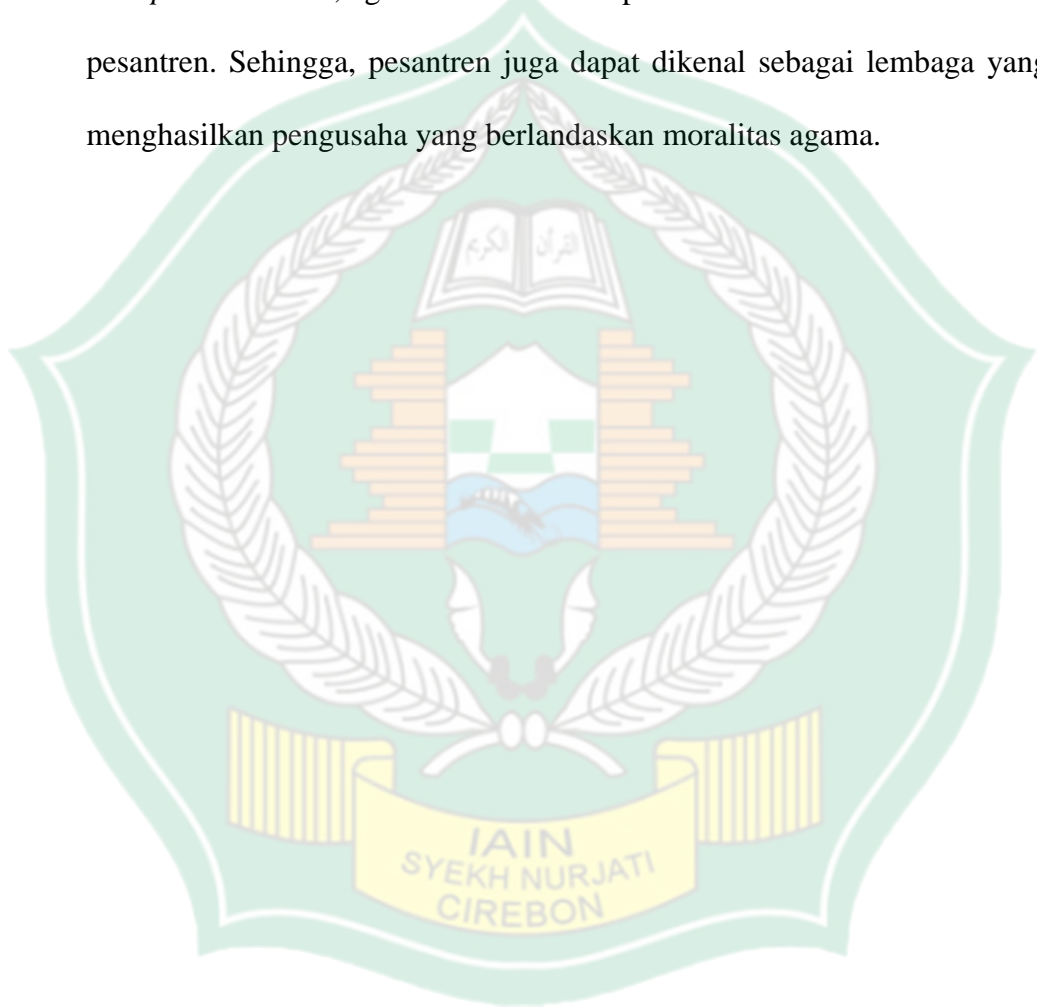 pesantren. Sehingga, pesantren juga dapat dikenal sebagai lembaga yang
menghasilkan pengusaha yang berlandaskan moralitas agama.
القرآن الكريم
IAIN
SYEKH NURJATI
CIREBON